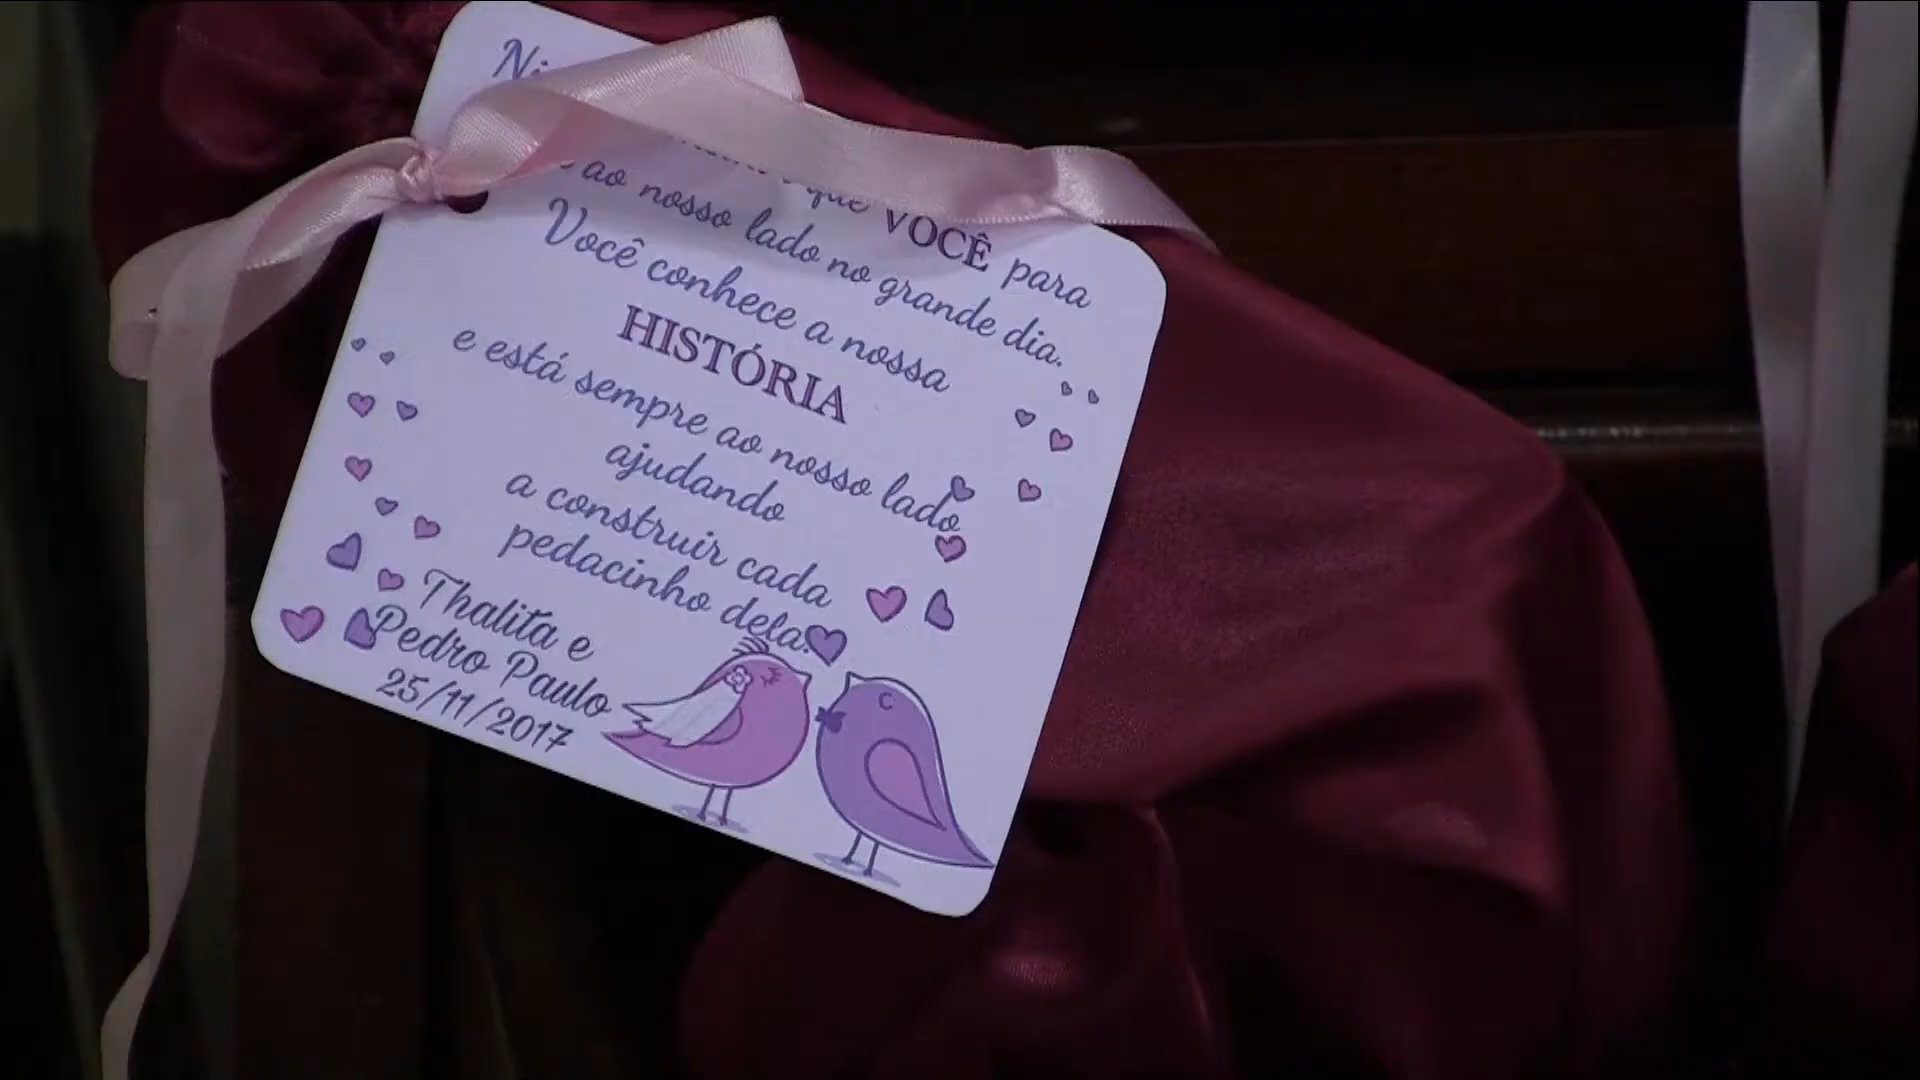 que VOCÊ para
ao nosso lado no grande dia.
Você conhece a nossa
HISTÓRIA
e está sempre ao nosso lado
ajudando
a construir cada
pedacinho dela.
Thalita e
Pedro Paulo
25/11/2017